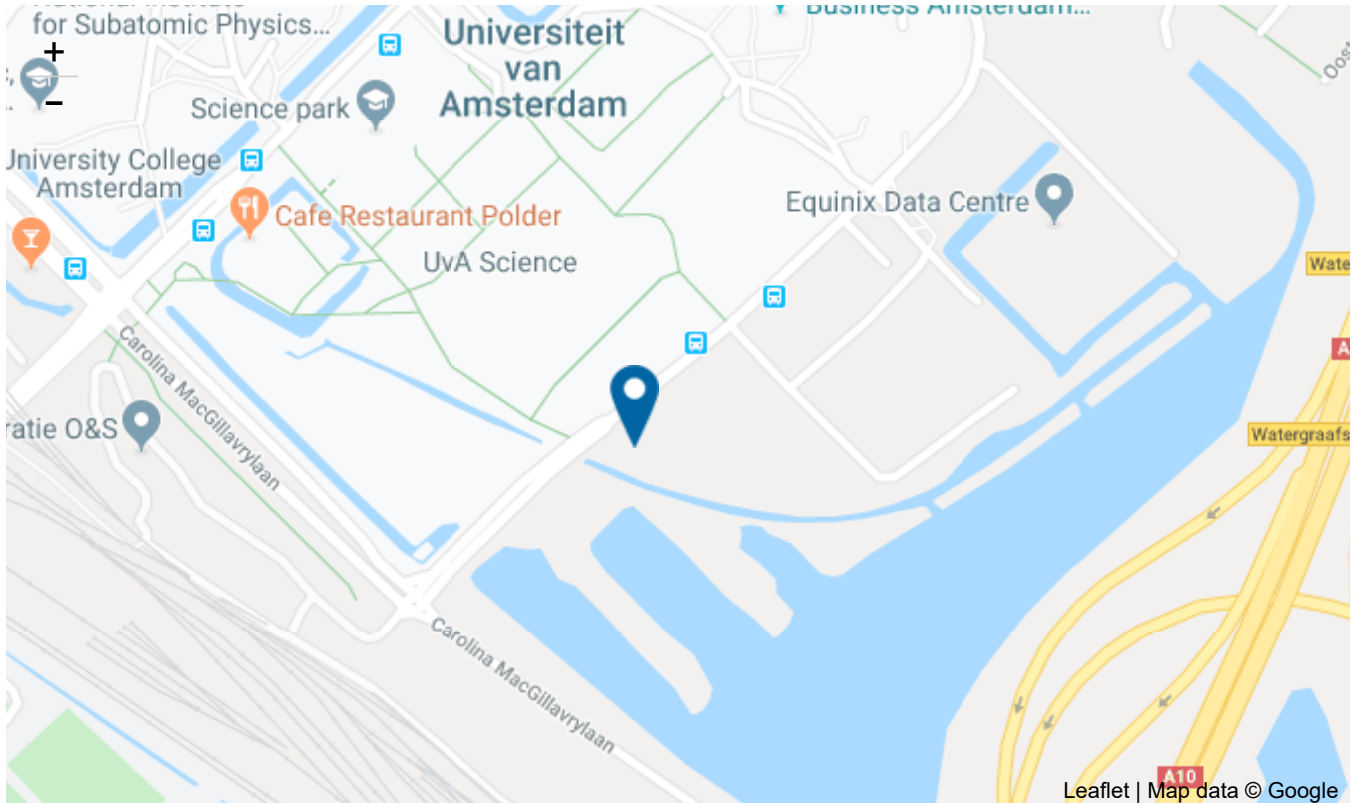 for Subatomic Physics...
Business Amsterdam...
Universiteit
van
Amsterdam
+
−
Science park
University College
Amsterdam
Cafe Restaurant Polder
UvA Science
Equinix Data Centre
Oost
Wate
A
Carolina MacGillavrylaan
ratie O&S
Watergraafs
Carolina MacGillavrylaan
A10
Leaflet | Map data © Google